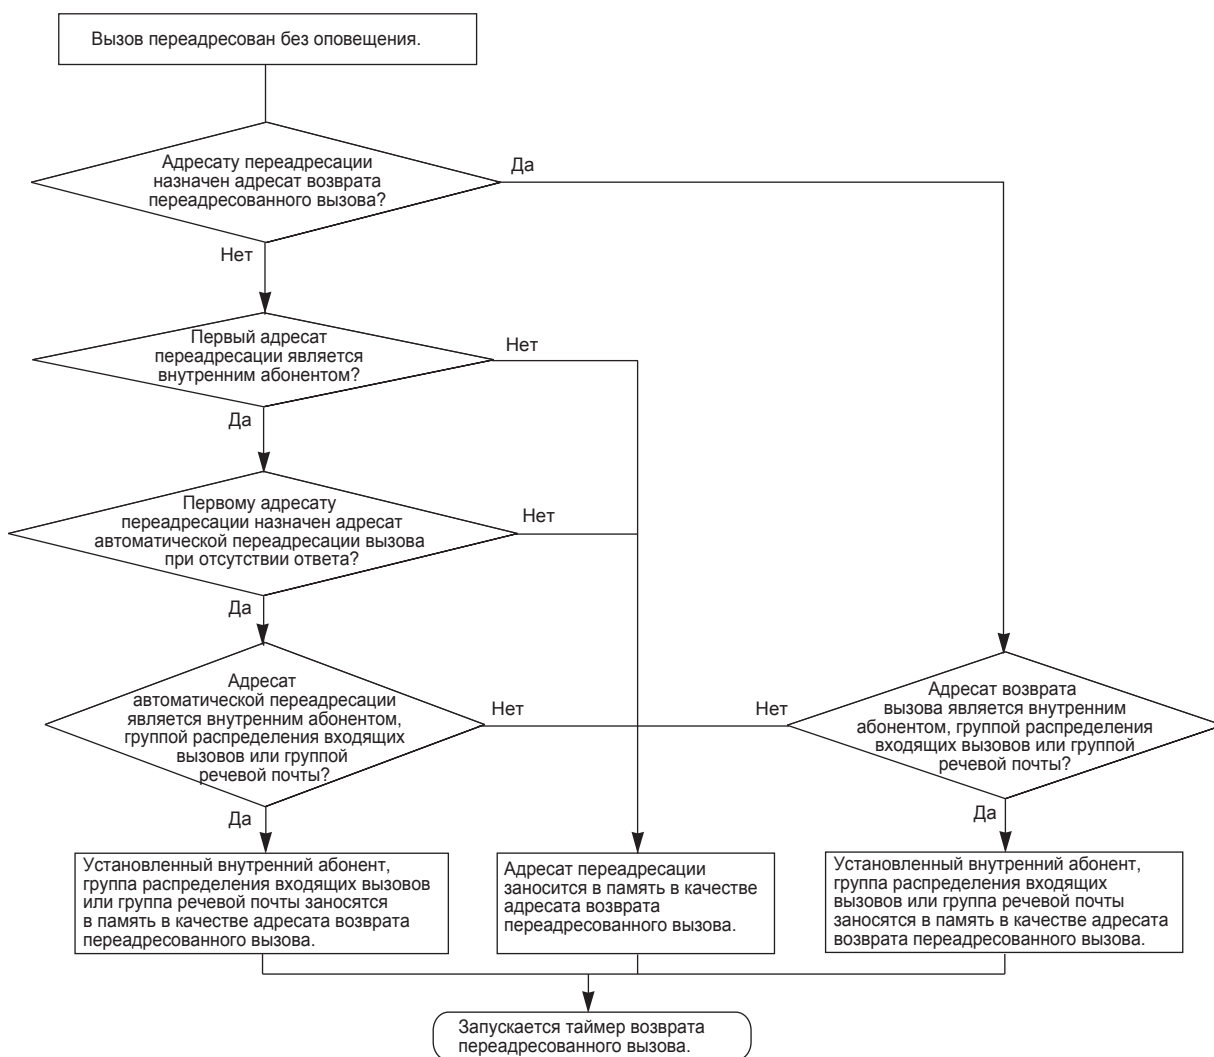 Вызов переадресован без оповещения.
Адресату переадресации
назначен адресат возврата
переадресованного вызова?
Да
Нет
Первый адресат
переадресации является
внутренним абонентом?
Нет
Да
Первому адресату
переадресации назначен адресат
автоматической переадресации вызова
при отсутствии ответа?
Нет
Да
Адресат
автоматической переадресации
является внутренним абонентом,
группой распределения входящих
вызовов или группой
речевой почты?
Нет
Нет
Адресат возврата
вызова является внутренним
абонентом, группой распределения
входящих вызовов или группой
речевой почты?
Да
Да
Установленный внутренний абонент,
группа распределения входящих вызовов
или группа речевой почты заносятся
в память в качестве адресата возврата
переадресованного вызова.
Адресат переадресации
заносится в память в качестве
адресата возврата
переадресованного вызова.
Установленный внутренний абонент,
группа распределения входящих
вызовов или группа речевой почты
заносятся в память в качестве адресата
возврата переадресованного вызова.
Запускается таймер возврата
переадресованного вызова.